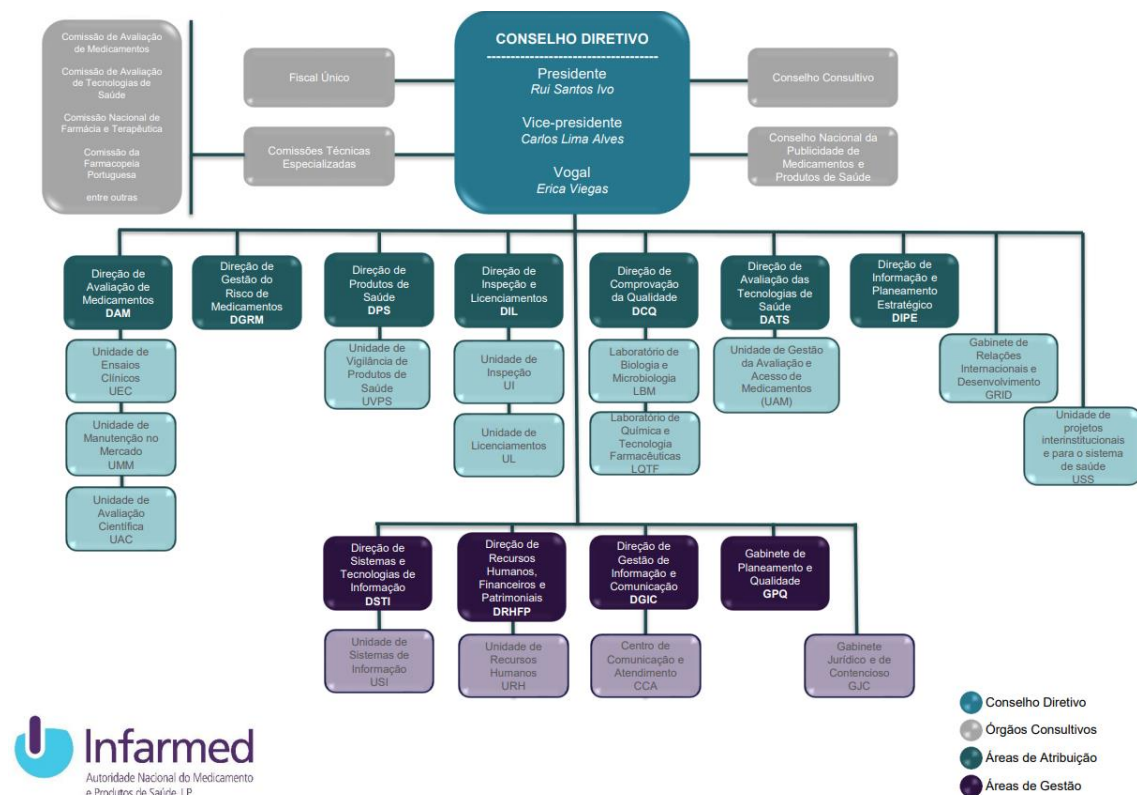 Comissão de Avaliação
de Medicamentos
Comissão de Avaliação
de Tecnologias de
Saúde
Comissão Nacional de
Farmácia e Terapêutica
Comissão da
Farmacopeia
Portuguesa
entre outras
Fiscal Único
Comissões Técnicas
Especializadas
CONSELHO DIRETIVO
Presidente
Rui Santos Ivo
Vice-presidente
Carlos Lima Alves
Vogal
Erica Viegas
Conselho Consultivo
Conselho Nacional da
Publicidade de
Medicamentos e
Produtos de Saúde
Direção de
Avaliação de
Medicamentos
DAM
Direção de
Gestão do
Risco de
Medicamentos
DGRM
Direção de
Produtos de
Saúde
DPS
Direção de
Inspeção e
Licenciamentos
DIL
Direção de
Comprovação
da Qualidade
DCQ
Direção de
Avaliação das
Tecnologias de
Saúde
DATS
Direção de
Informação e
Planeamento
Estratégico
DIPE
Unidade de
Ensaios
Clínicos
UEC
Unidade de
Manutenção no
Mercado
UMM
Unidade de
Avaliação
Científica
UAC
Unidade de
Vigilância de
Produtos de
Saúde
UVPS
Unidade de
Inspeção
UI
Unidade de
Licenciamentos
UL
Laboratório de
Biologia e
Microbiologia
LBM
Laboratório de
Química e
Tecnologia
Farmacêuticas
LQTF
Unidade de Gestão
da Avaliação e
Acesso de
Medicamentos
(UAM)
Gabinete de
Relações
Internacionais e
Desenvolvimento
GRID
Unidade de
projetos
interinstitucionais
e para o sistema
de saúde
USS
Direção de
Sistemas e
Tecnologias de
Informação
DSTI
Direção de
Recursos
Humanos,
Financeiros e
Patrimoniais
DRHFP
Direção de
Gestão de
Informação e
Comunicação
DGIC
Gabinete de
Planeamento e
Qualidade
GPQ
Unidade de
Sistemas de
Informação
USI
Unidade de
Recursos
Humanos
URH
Centro de
Comunicação e
Atendimento
CCA
Gabinete
Jurídico e de
Contencioso
GJC
Conselho Diretivo
Órgãos Consultivos
Áreas de Atribuição
Áreas de Gestão
Infarmed
Autoridade Nacional do Medicamento
e Produtos de Saúde, I.P.